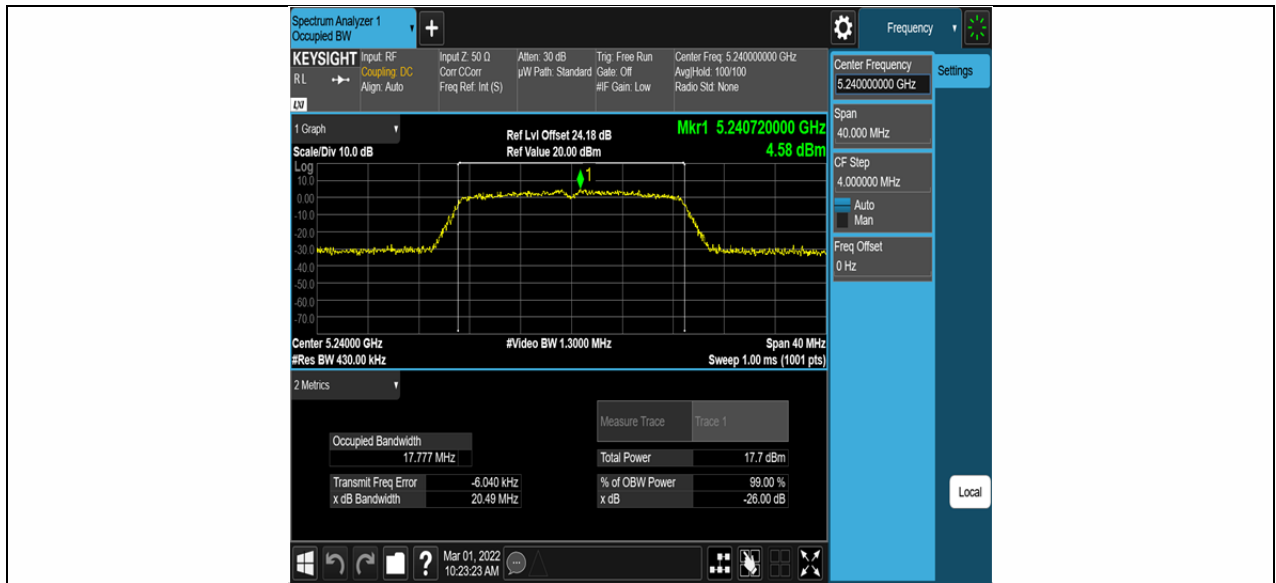 Spectrum Analyzer 1
Occupied BW
+
Frequency
KEYSIGHT
RL
LXI
Input: RF
Coupling: DC
Align: Auto
Input Z: 50 Ω
Corr CCorr
Freq Ref: Int (S)
Atten: 30 dB
µW Path: Standard
Trig: Free Run
Gate: Off
#IF Gain: Low
Center Freq: 5.240000000 GHz
Avg|Hold: 100/100
Radio Std: None
Center Frequency
5.240000000 GHz
Settings
Span
40.000 MHz
CF Step
4.000000 MHz
Auto
Man
Freq Offset
0 Hz
Local
1 Graph
Scale/Div 10.0 dB
Ref Lvl Offset 24.18 dB
Ref Value 20.00 dBm
Mkr1 5.240720000 GHz
4.58 dBm
Log
10.0
0.00
-10.0
-20.0
-30.0
-40.0
-50.0
-60.0
-70.0
1
Center 5.24000 GHz
#Res BW 430.00 kHz
#Video BW 1.3000 MHz
Span 40 MHz
Sweep 1.00 ms (1001 pts)
2 Metrics
Measure Trace Trace 1
Occupied Bandwidth
17.777 MHz
Total Power 17.7 dBm
Transmit Freq Error -6.040 kHz
% of OBW Power 99.00 %
x dB Bandwidth 20.49 MHz
x dB -26.00 dB
?
Mar 01, 2022
10:23:23 AM